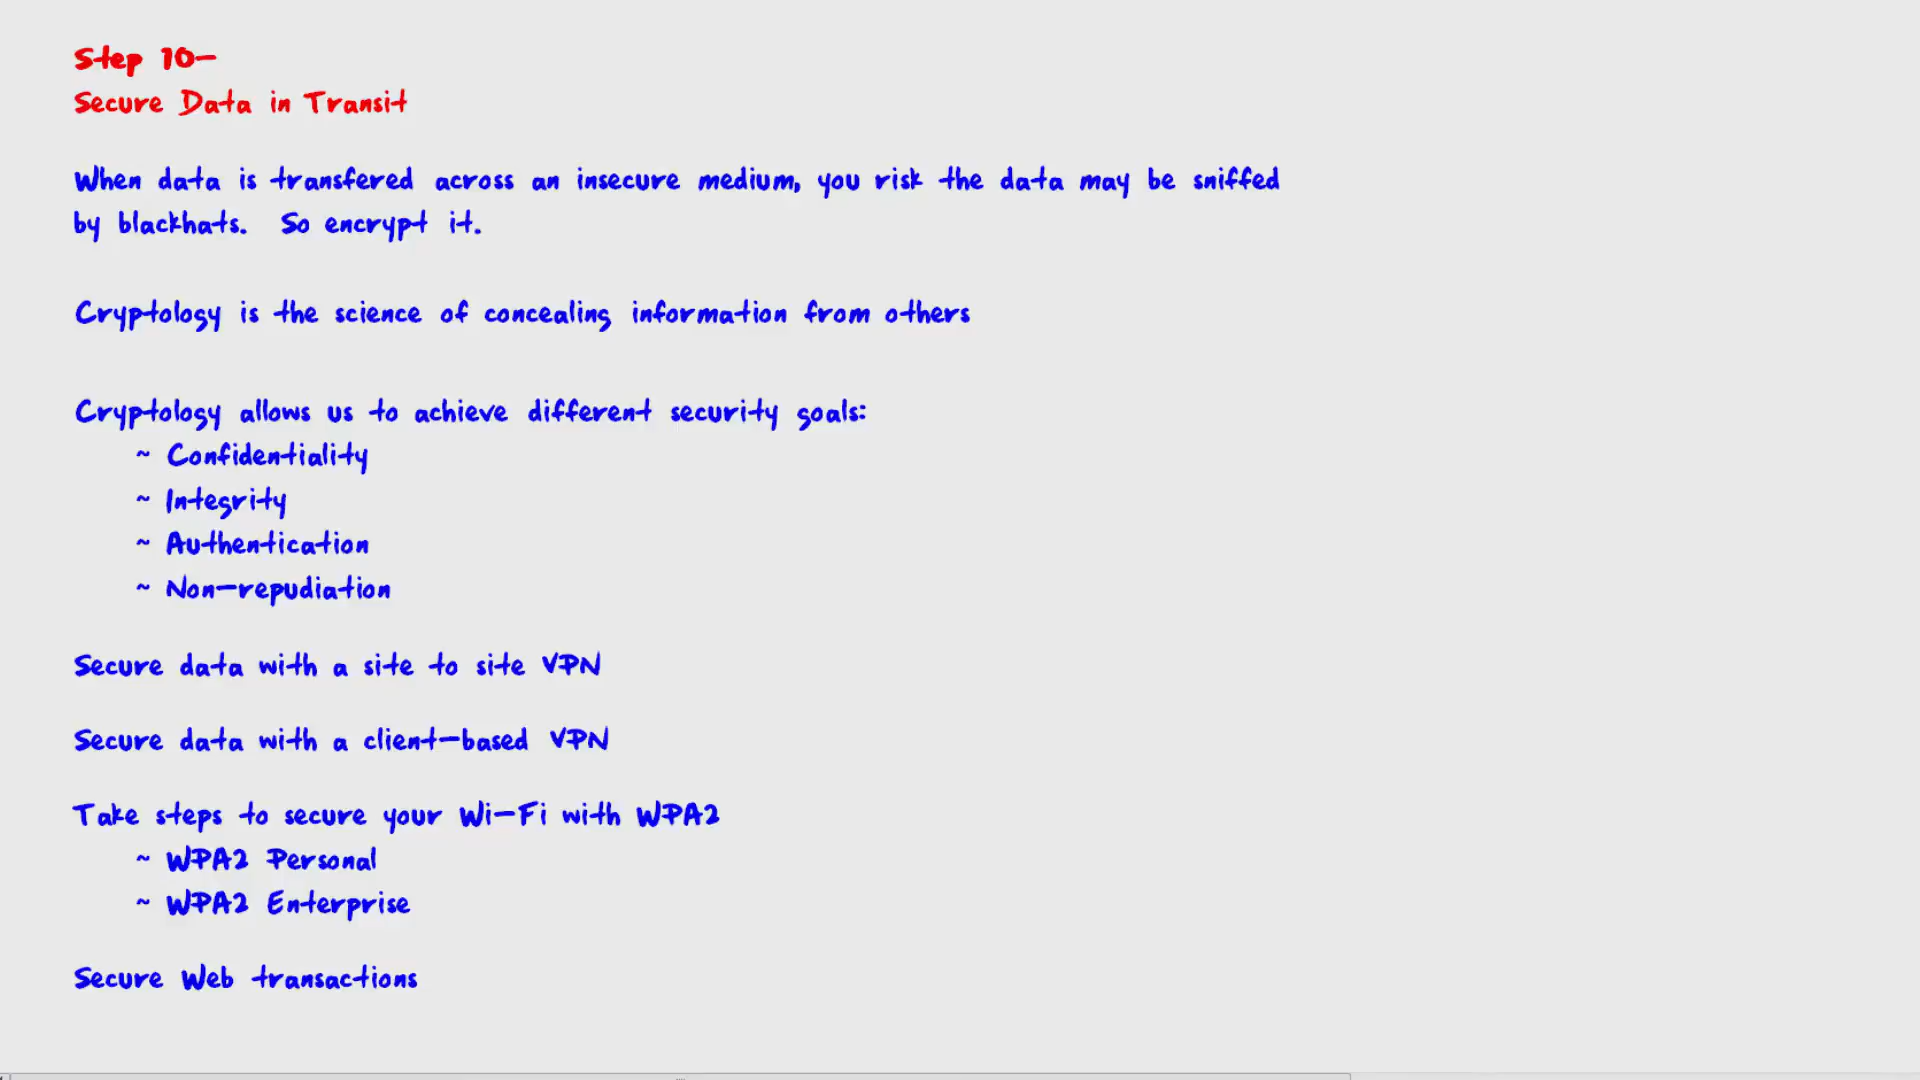 Step 10-
Secure Data in Transit
When data is transfered across an insecure medium, you risk the data may be sniffed
by blackhats. So encrypt it.
Cryptology is the science of concealing information from others
Cryptology allows us to achieve different security goals:
~ Confidentiality
~ Integrity
~ Authentication
~ Non-repudiation
Secure data with a site to site VPN
Secure data with a client-based VPN
Take steps to secure your Wi-Fi with WPA2
~ WPA2 Personal
~ WPA2 Enterprise
Secure Web transactions